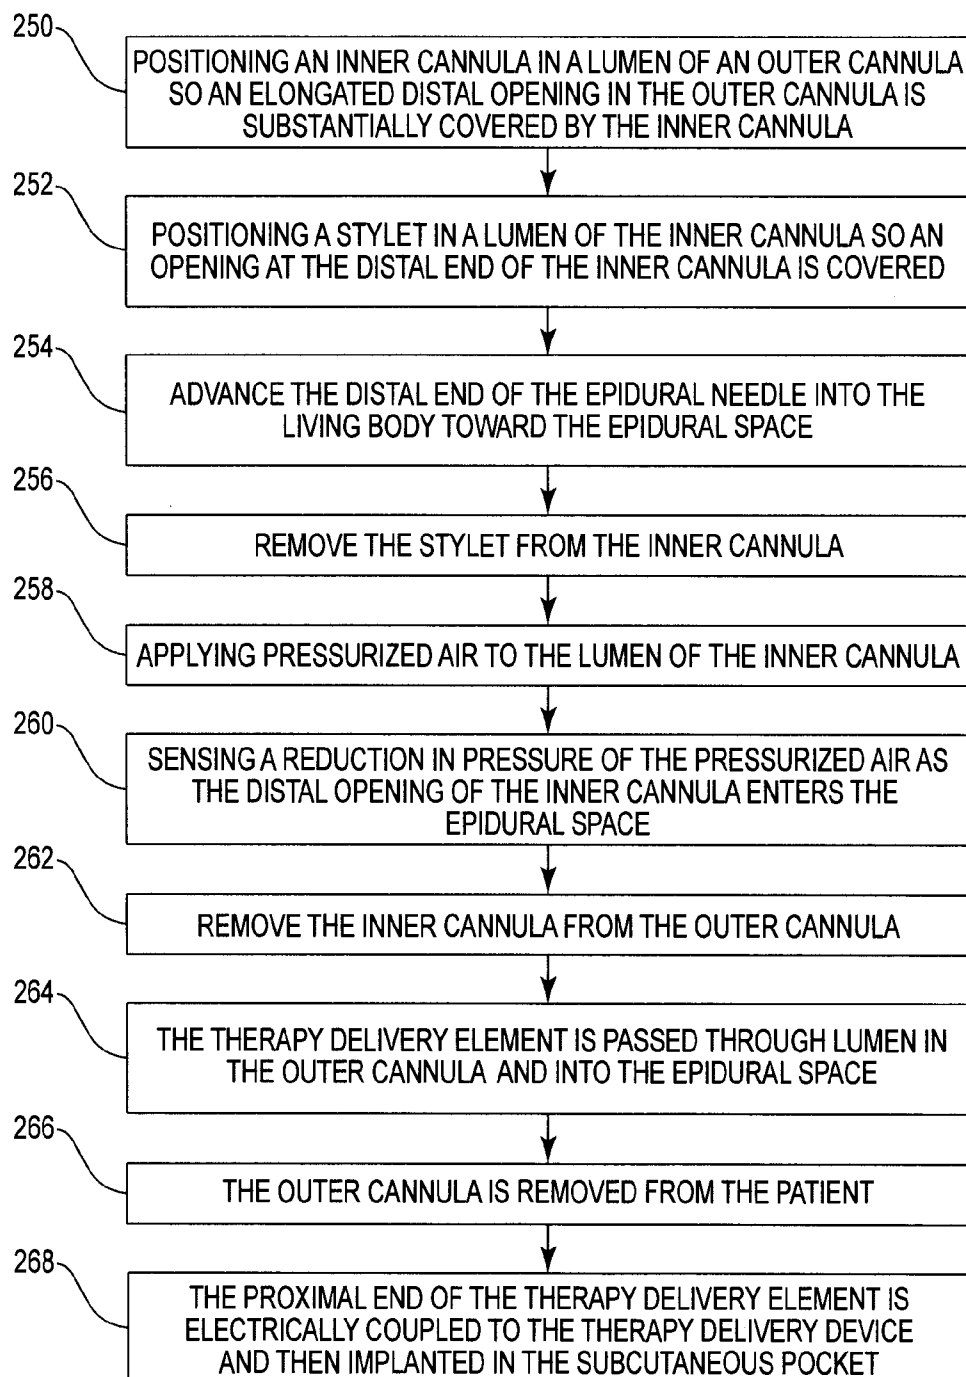 250
POSITIONING AN INNER CANNULA IN A LUMEN OF AN OUTER CANNULA
SO AN ELONGATED DISTAL OPENING IN THE OUTER CANNULA IS
SUBSTANTIALLY COVERED BY THE INNER CANNULA
252
POSITIONING A STYLET IN A LUMEN OF THE INNER CANNULA SO AN
OPENING AT THE DISTAL END OF THE INNER CANNULA IS COVERED
254
ADVANCE THE DISTAL END OF THE EPIDURAL NEEDLE INTO THE
LIVING BODY TOWARD THE EPIDURAL SPACE
256
REMOVE THE STYLET FROM THE INNER CANNULA
258
APPLYING PRESSURIZED AIR TO THE LUMEN OF THE INNER CANNULA
260
SENSING A REDUCTION IN PRESSURE OF THE PRESSURIZED AIR AS
THE DISTAL OPENING OF THE INNER CANNULA ENTERS THE
EPIDURAL SPACE
262
REMOVE THE INNER CANNULA FROM THE OUTER CANNULA
264
THE THERAPY DELIVERY ELEMENT IS PASSED THROUGH LUMEN IN
THE OUTER CANNULA AND INTO THE EPIDURAL SPACE
266
THE OUTER CANNULA IS REMOVED FROM THE PATIENT
268
THE PROXIMAL END OF THE THERAPY DELIVERY ELEMENT IS
ELECTRICALLY COUPLED TO THE THERAPY DELIVERY DEVICE
AND THEN IMPLANTED IN THE SUBCUTANEOUS POCKET